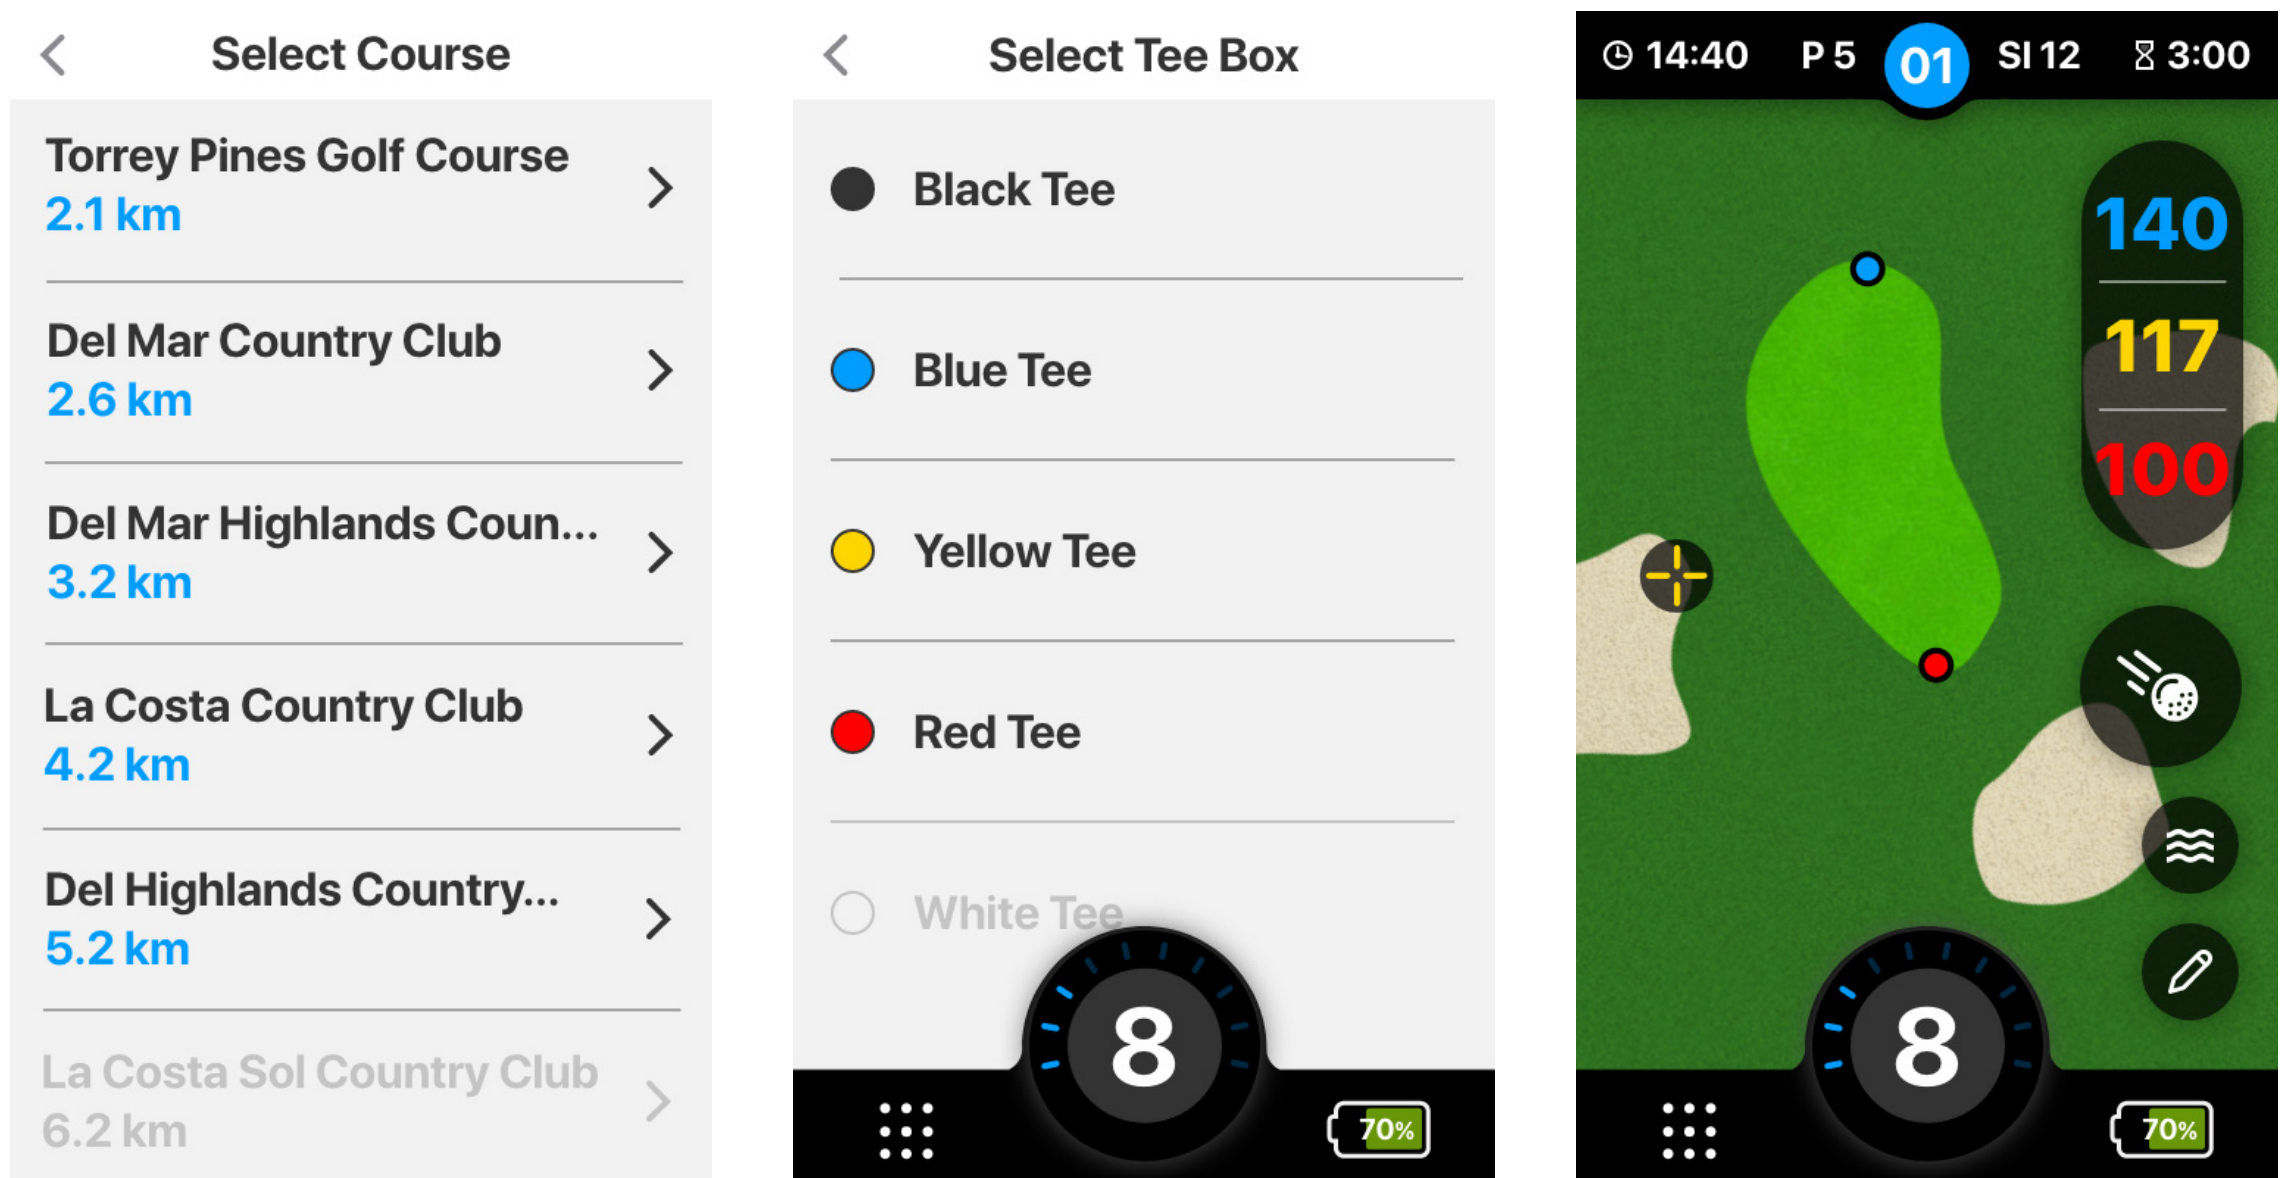 Select Course
Torrey Pines Golf Course
2.1 km
Del Mar Country Club
2.6 km
Del Mar Highlands Coun...
3.2 km
La Costa Country Club
4.2 km
Del Highlands Country...
5.2 km
La Costa Sol Country Club
6.2 km
Select Tee Box
Black Tee
Blue Tee
Yellow Tee
Red Tee
White Tee
8
70%
14:40 P 5 01 SI 12 3:00
140
117
100
8
70%